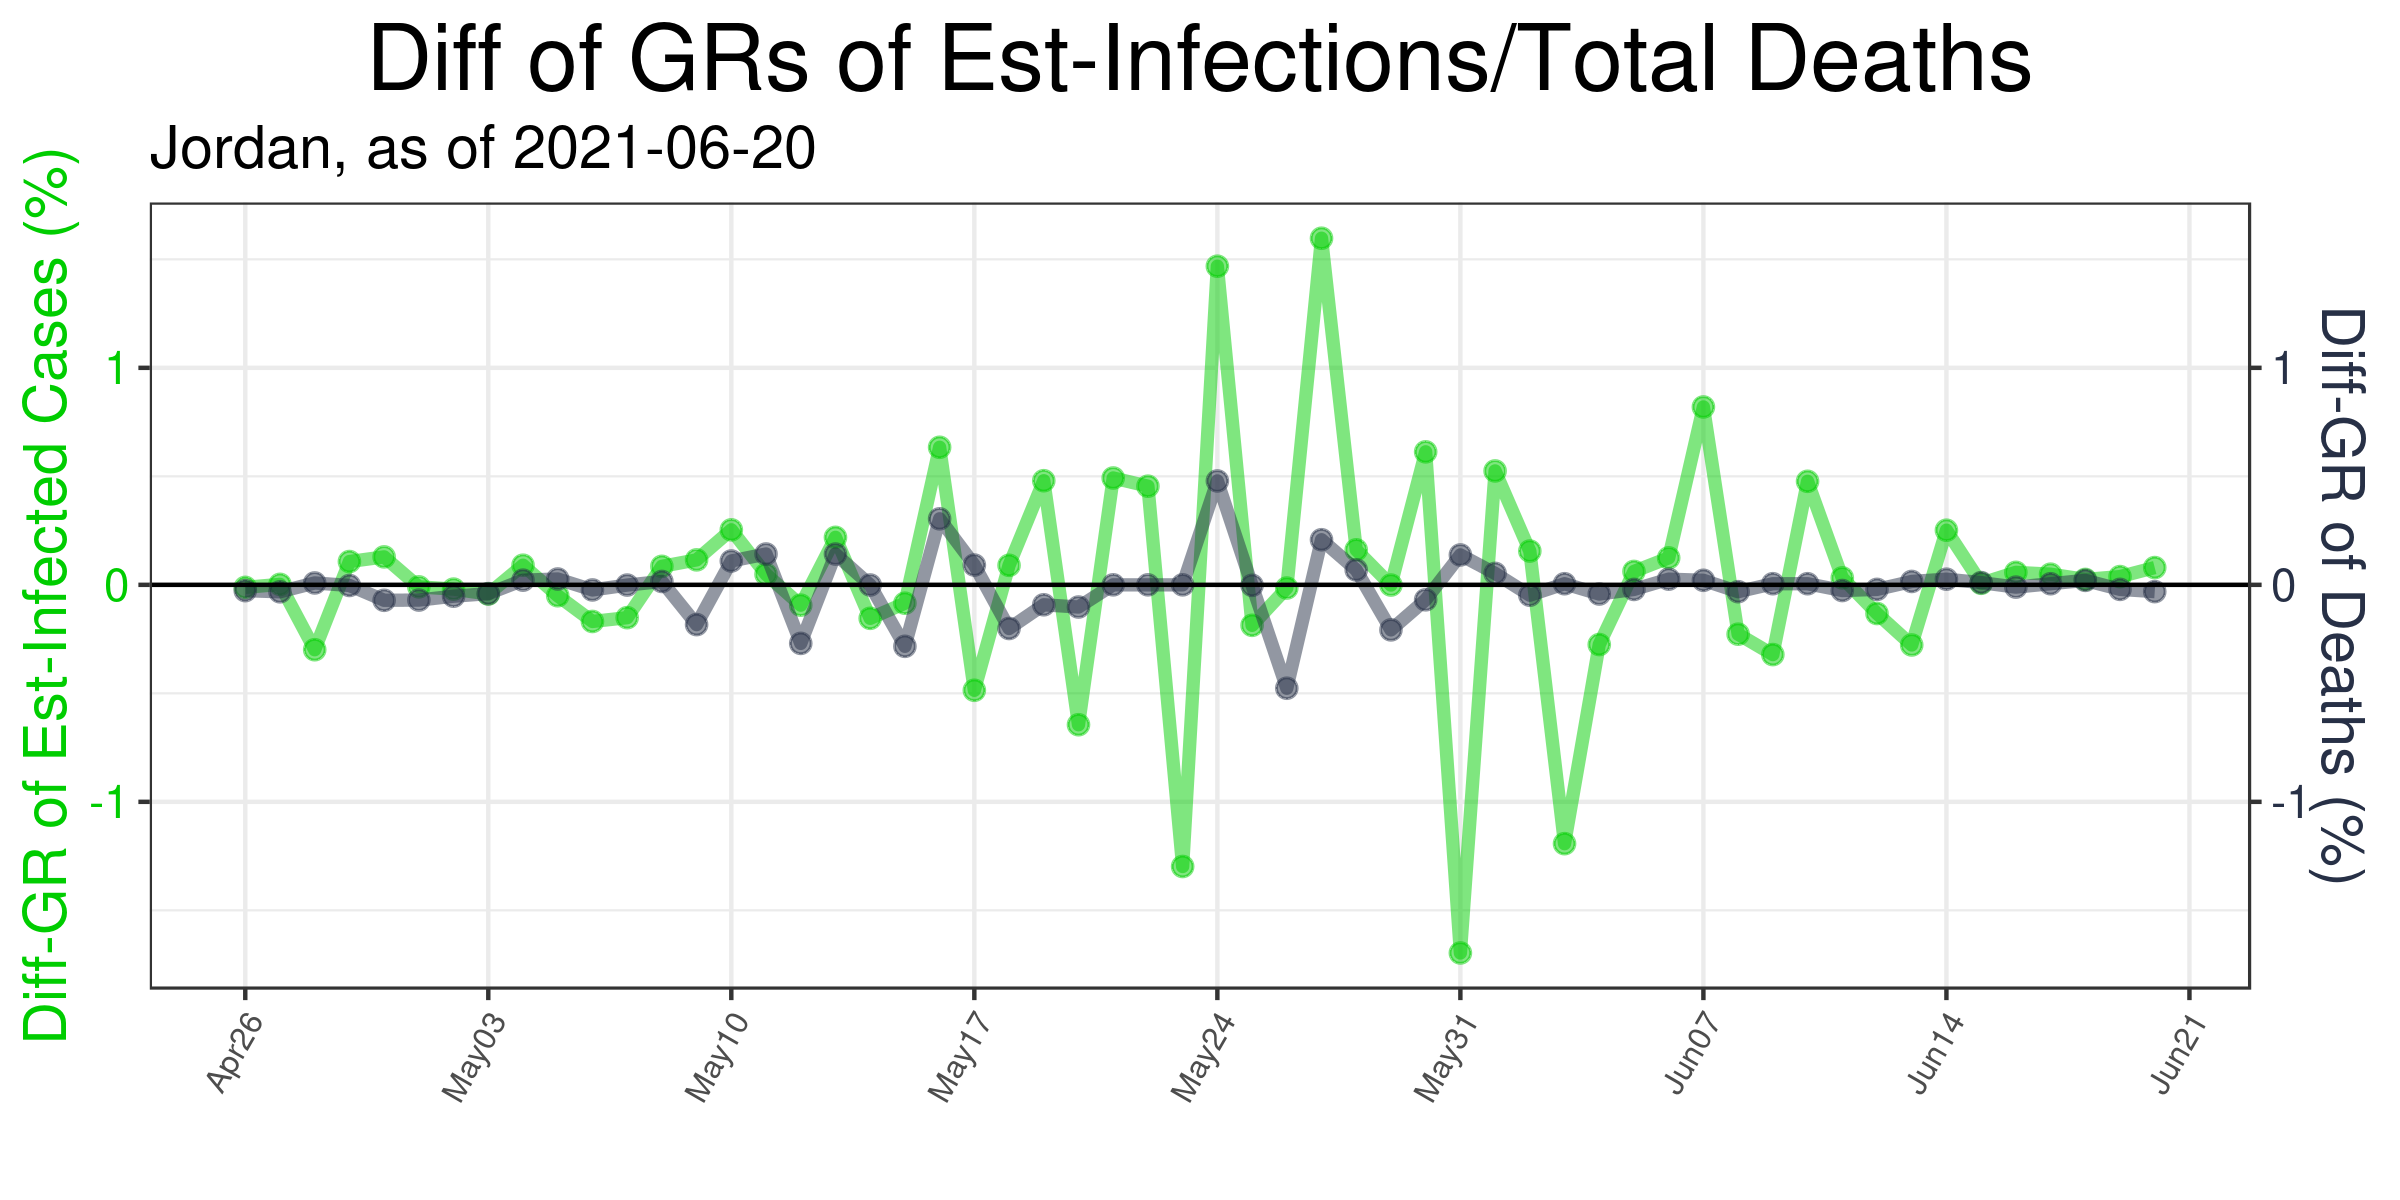 Diff of GRs of Est-Infections/Total Deaths
Jordan, as of 2021-06-20
Diff-GR of Est-Infected Cases (%)
1
0
-1
1
0
-1
Diff-GR of Deaths (%)
Apr26
May03
May10
May17
May24
May31
Jun07
Jun14
Jun21